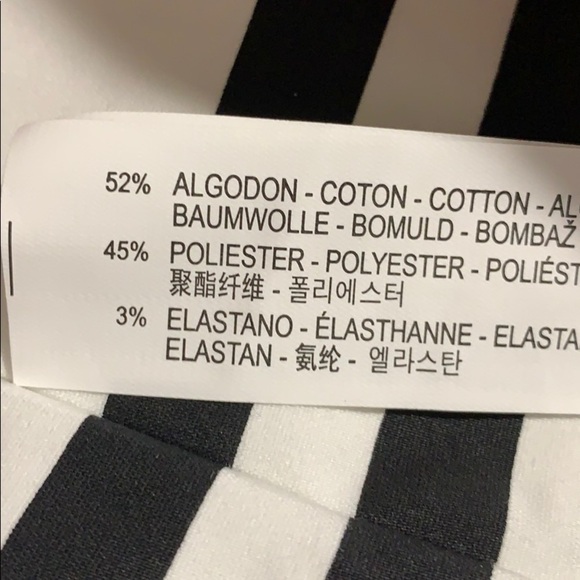 52% ALGODON - COTON - COTTON -
BAUMWOLLE - BOMULD - BOMBAŽ
45% POLIESTER - POLYESTER -
聚酯纤维 - 폴리에스터
3% ELASTANO - ÉLASTHANNE -
ELASTAN - 氨纶 - 엘라스탄